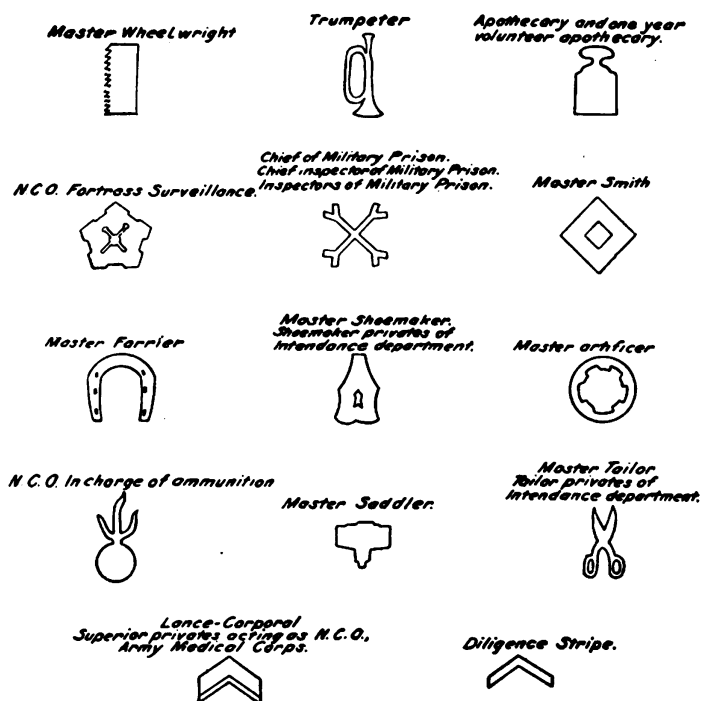 Master Wheelwright
Trumpeter
Apothecary and one year
volunteer apothecary.
N.C.O. Fortress Surveillance.
Chief of Military Prison.
Chief inspector of Military Prison.
Inspectors of Military Prison.
Master Smith
Master Farrier
Master Shoemaker.
Shoemaker privates of
Intendance department.
Master artificer
N.C.O. In charge of ammunition
Master Saddler.
Master Tailor
Tailor privates of
Intendance department.
Lance-Corporal
Superior privates acting as N.C.O.,
Army Medical Corps.
Diligence Stripe.